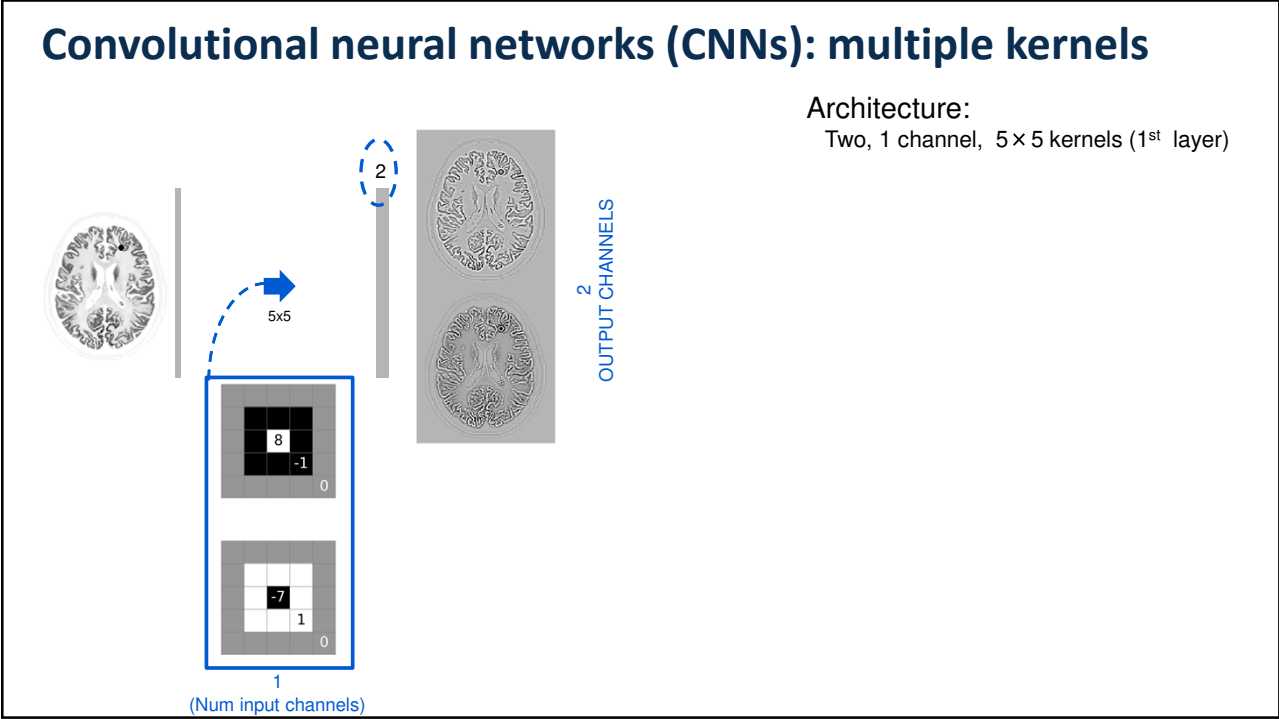 Convolutional neural networks (CNNs): multiple kernels
Architecture:
Two, 1 channel, 5×5 kernels (1st layer)
2
5x5
2
OUTPUT CHANNELS
8
-1
0
-7
1
0
1
(Num input channels)